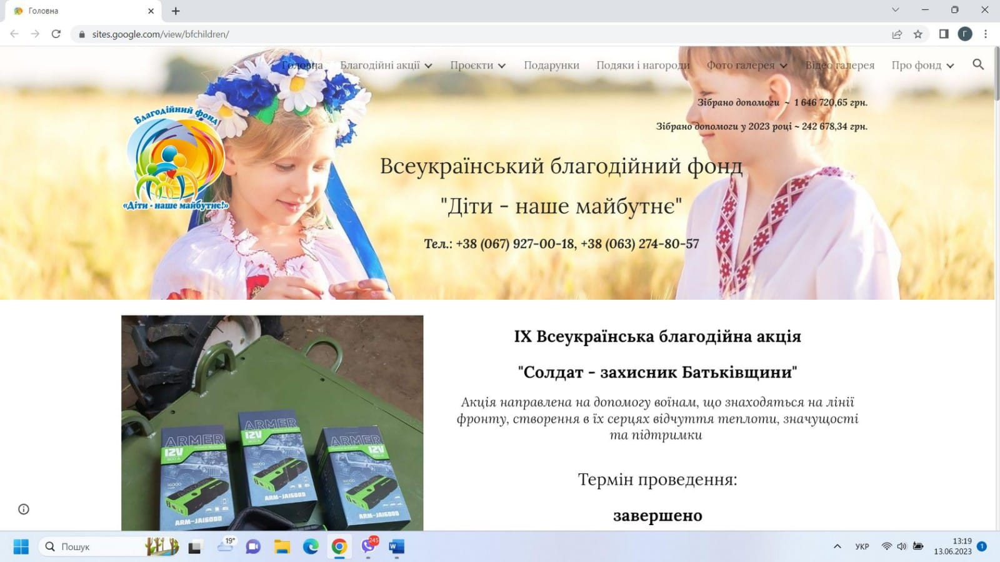 Головна
sites.google.com/view/bfchildren/
Г
Головна Благодійні акції Проєкти Подарунки Подяки і нагороди Фото галерея Відео галерея Про фонд
Зібрано допомоги ~ 1 646 720,65 грн.
Зібрано допомоги у 2023 році ~ 242 678,34 грн.
Благодійний фонд
«Діти - наше майбутнє!»
Всеукраїнський благодійний фонд
"Діти - наше майбутнє"
Тел.: +38 (067) 927-00-18, +38 (063) 274-80-57
ІХ Всеукраїнська благодійна акція
"Солдат - захисник Батьківщини"
Акція направлена на допомогу воїнам, що знаходяться на лінії
фронту, створення в їх серцях відчуття теплоти, значущості
та підтримки
Термін проведення:
завершено
ARMER
12V
16000
ARM-JA16000
ARMER
12V
16000
ARM-JA16000
ARMER
12V
16000
ARM-JA16000
Пошук
19°
245
W
УКР
13:19
13.06.2023
1